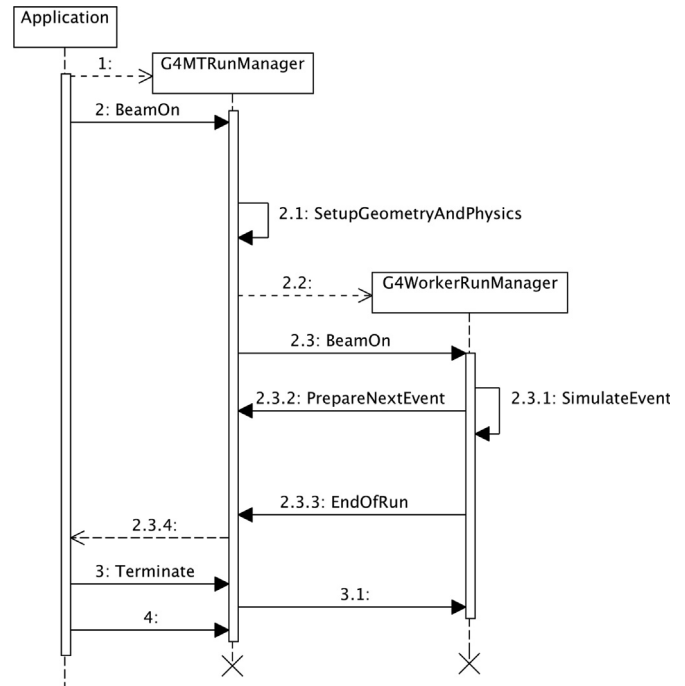 Application
1:
G4MTRunManager
2: BeamOn
2.1: SetupGeometryAndPhysics
2.2:
G4WorkerRunManager
2.3: BeamOn
2.3.2: PrepareNextEvent
2.3.1: SimulateEvent
2.3.3: EndOfRun
2.3.4:
3: Terminate
3.1:
4: